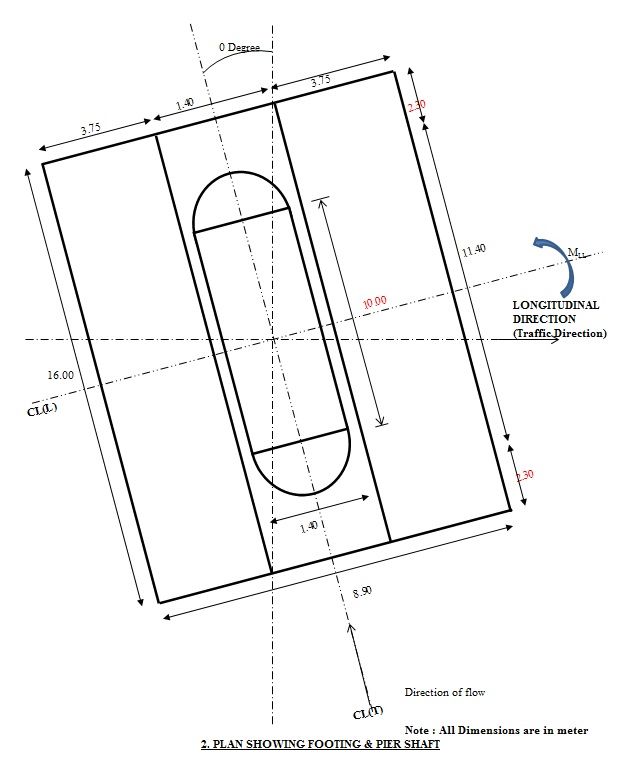 0 Degree
3.75
1.40
3.75
2.30
11.40
M
10.00
LONGITUDINAL
DIRECTION
(Traffic Direction)
16.00
CL(L)
2.30
1.40
8.90
Direction of flow
CL(T)
Note : All Dimensions are in meter
2. PLAN SHOWING FOOTING & PIER SHAFT